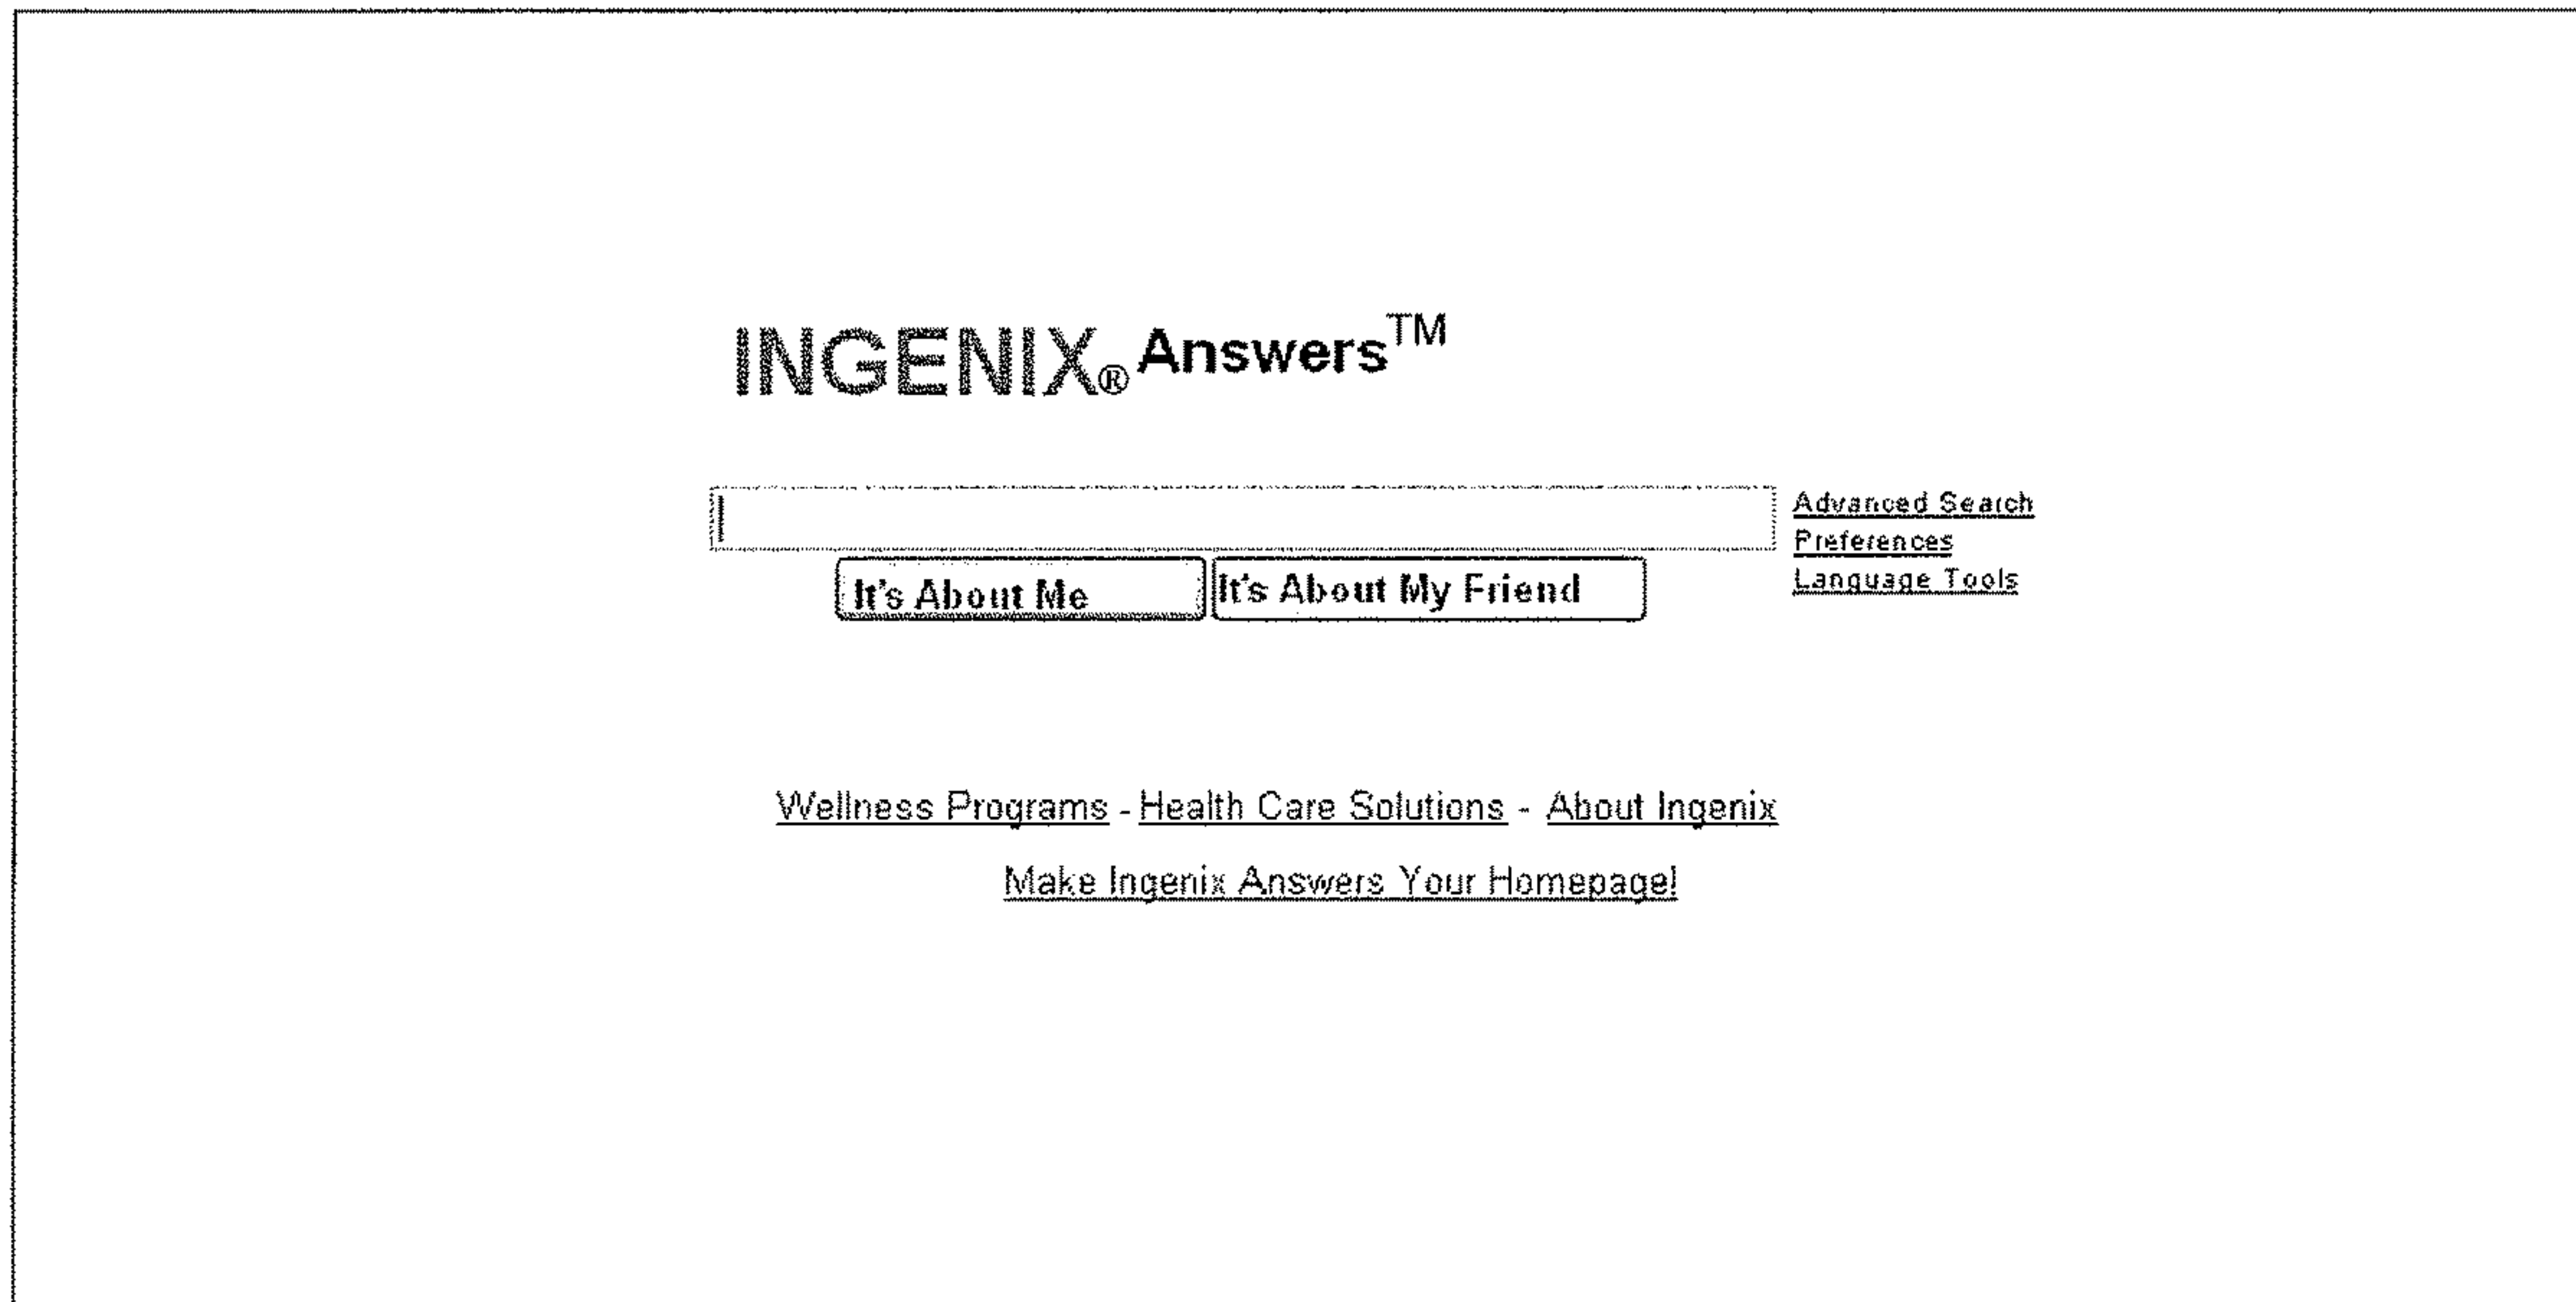 INGENIX® Answers™
Advanced Search
Preferences
Language Tools
It's About Me It's About My Friend
Wellness Programs - Health Care Solutions - About Ingenix
Make Ingenix Answers Your Homepage!